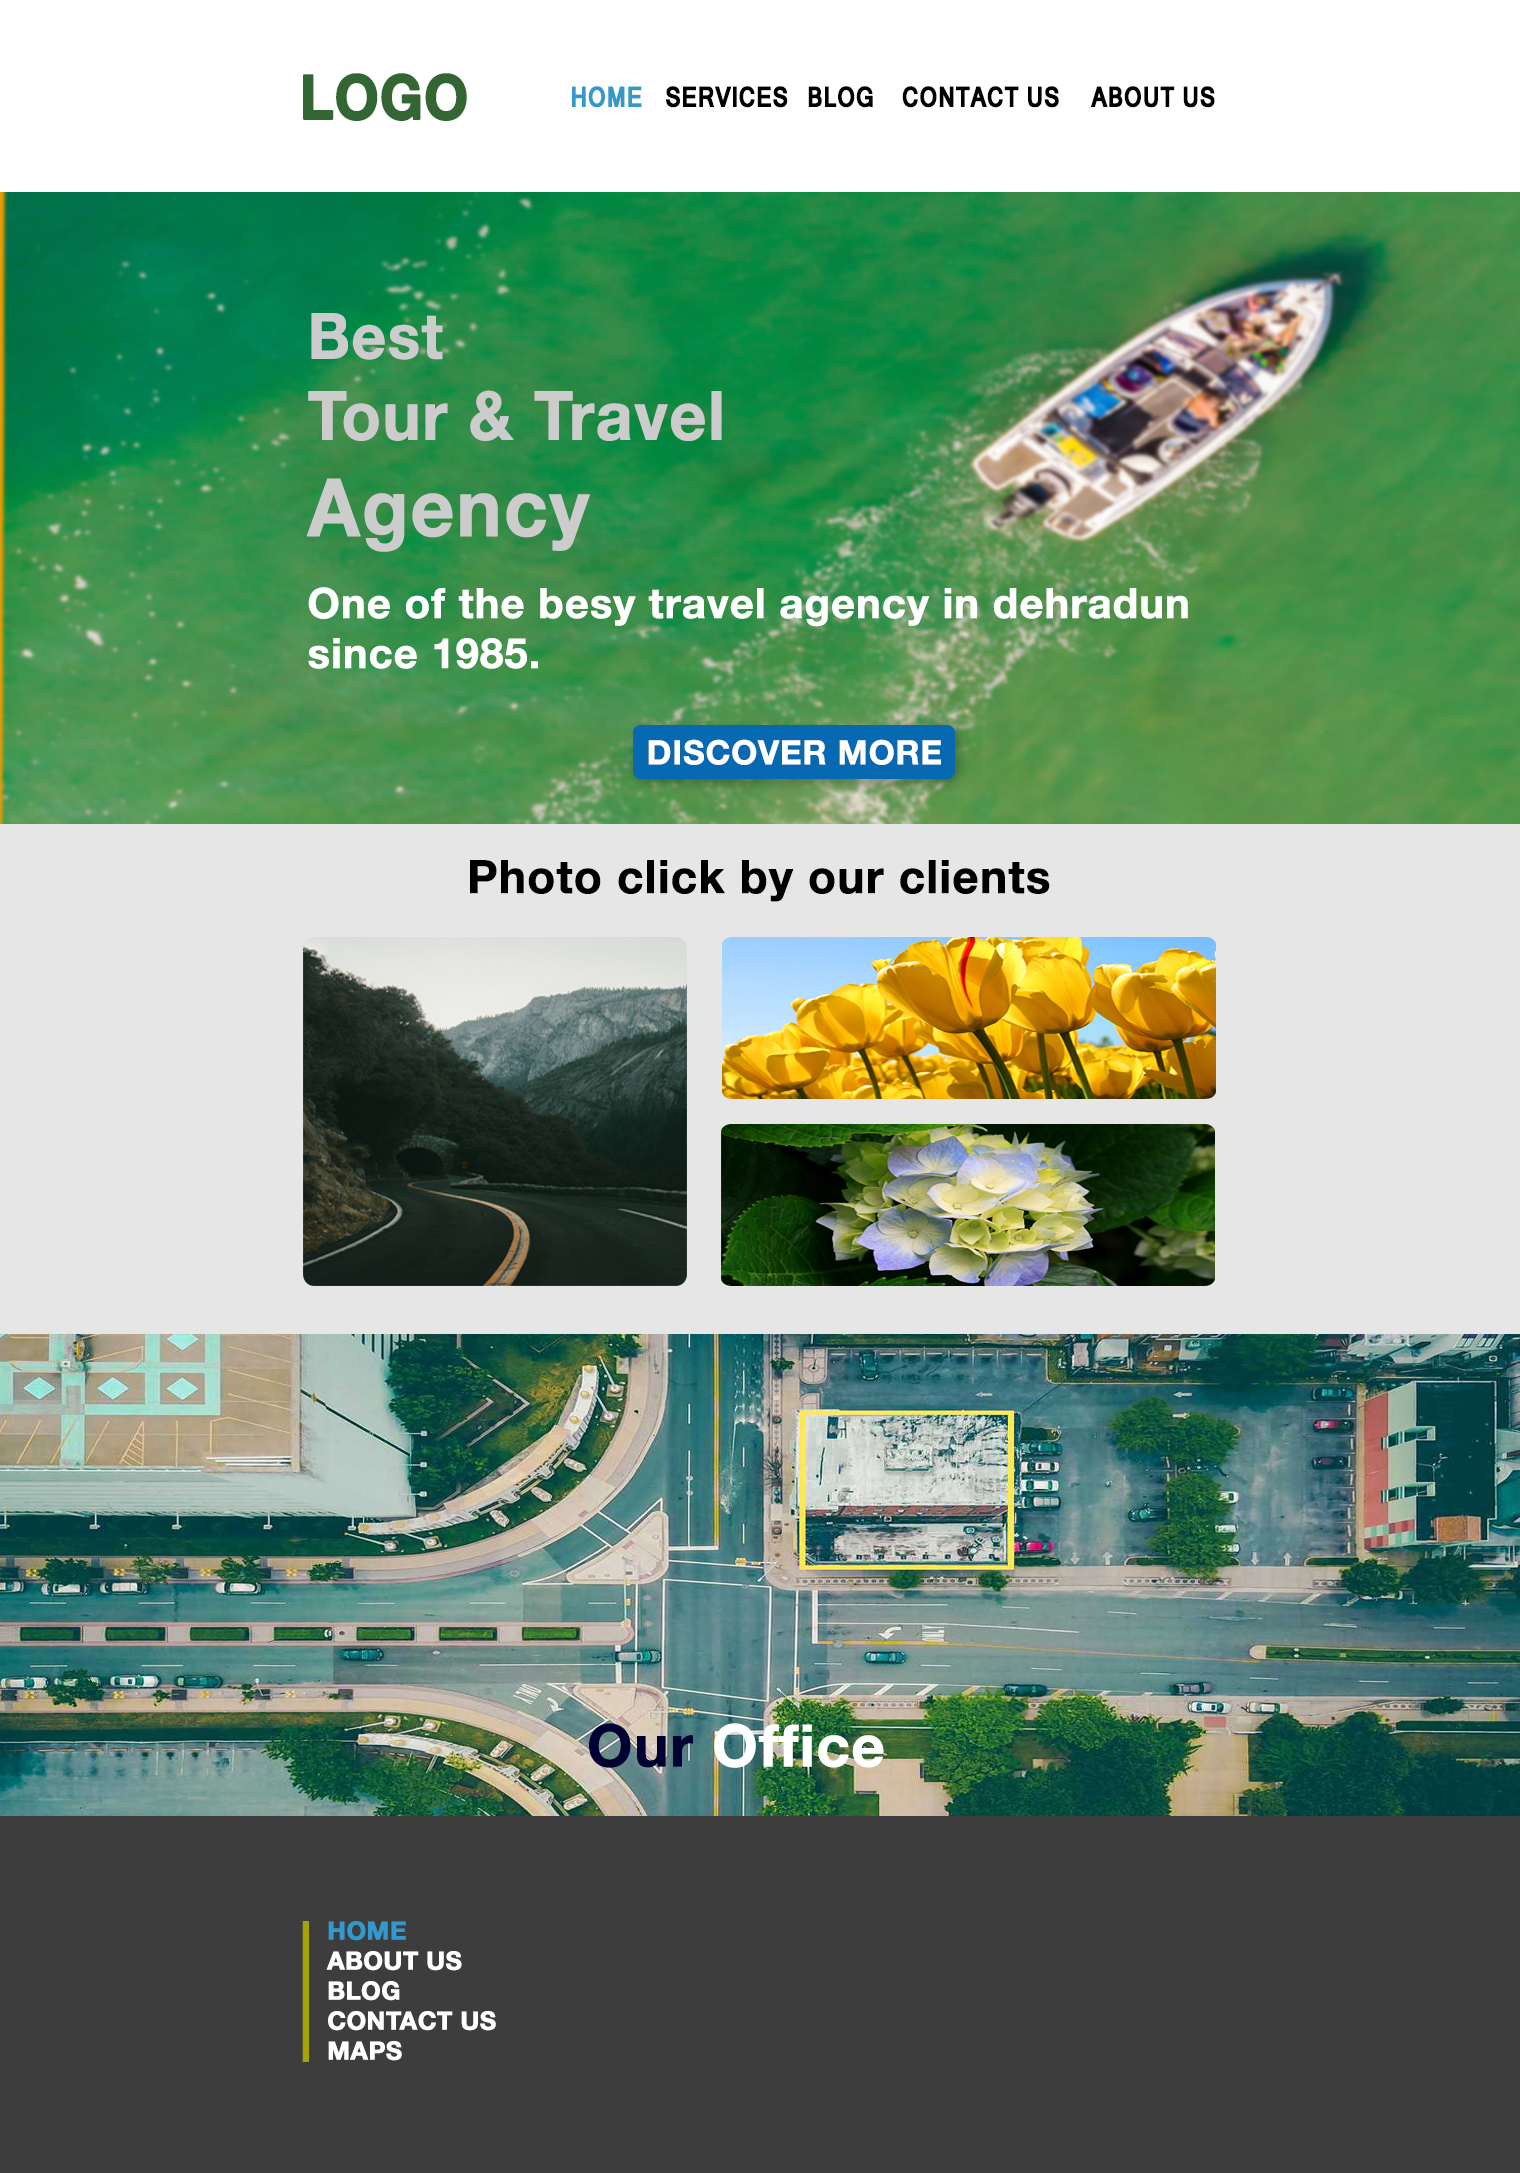 LOGO
HOME SERVICES BLOG CONTACT US ABOUT US
Best
Tour & Travel
Agency
One of the besy travel agency in dehradun
since 1985.
DISCOVER MORE
Photo click by our clients
ONLY
ONLY
Our Office
HOME
ABOUT US
BLOG
CONTACT US
MAPS